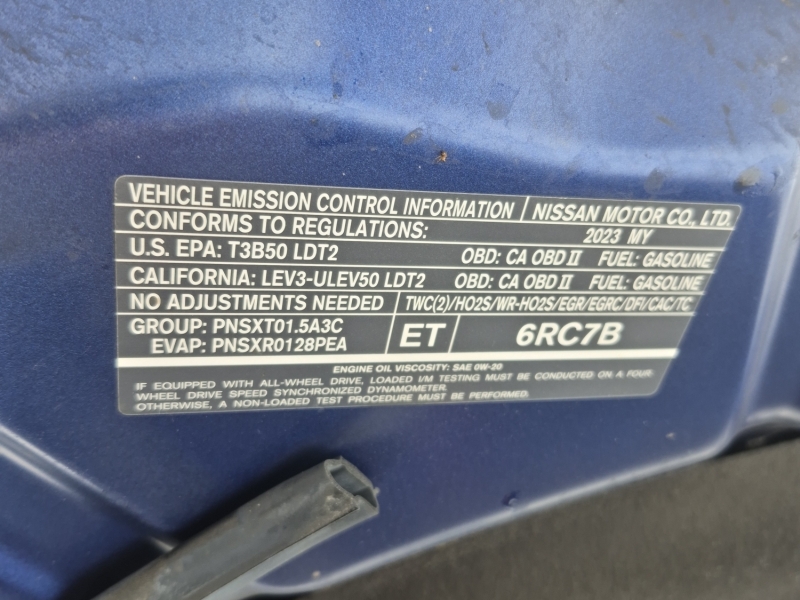 VEHICLE EMISSION CONTROL INFORMATION NISSAN MOTOR CO., LTD.
CONFORMS TO REGULATIONS: 2023 MY
U.S. EPA: T3B50 LDT2 OBD: CA OBD II FUEL: GASOLINE
CALIFORNIA: LEV3-ULEV50 LDT2 OBD: CA OBD II FUEL: GASOLINE
NO ADJUSTMENTS NEEDED TWC(2)/HO2S/WR-HO2S/EGR/EGRC/DFI/CAC/TC
GROUP: PNSXT01.5A3C ET 6RC7B
EVAP: PNSXR0128PEA
ENGINE OIL VISCOSITY: SAE 0W-20
IF EQUIPPED WITH ALL-WHEEL DRIVE, LOADED I/M TESTING MUST BE CONDUCTED ON A FOUR-
WHEEL DRIVE SPEED SYNCHRONIZED DYNAMOMETER.
OTHERWISE, A NON-LOADED TEST PROCEDURE MUST BE PERFORMED.